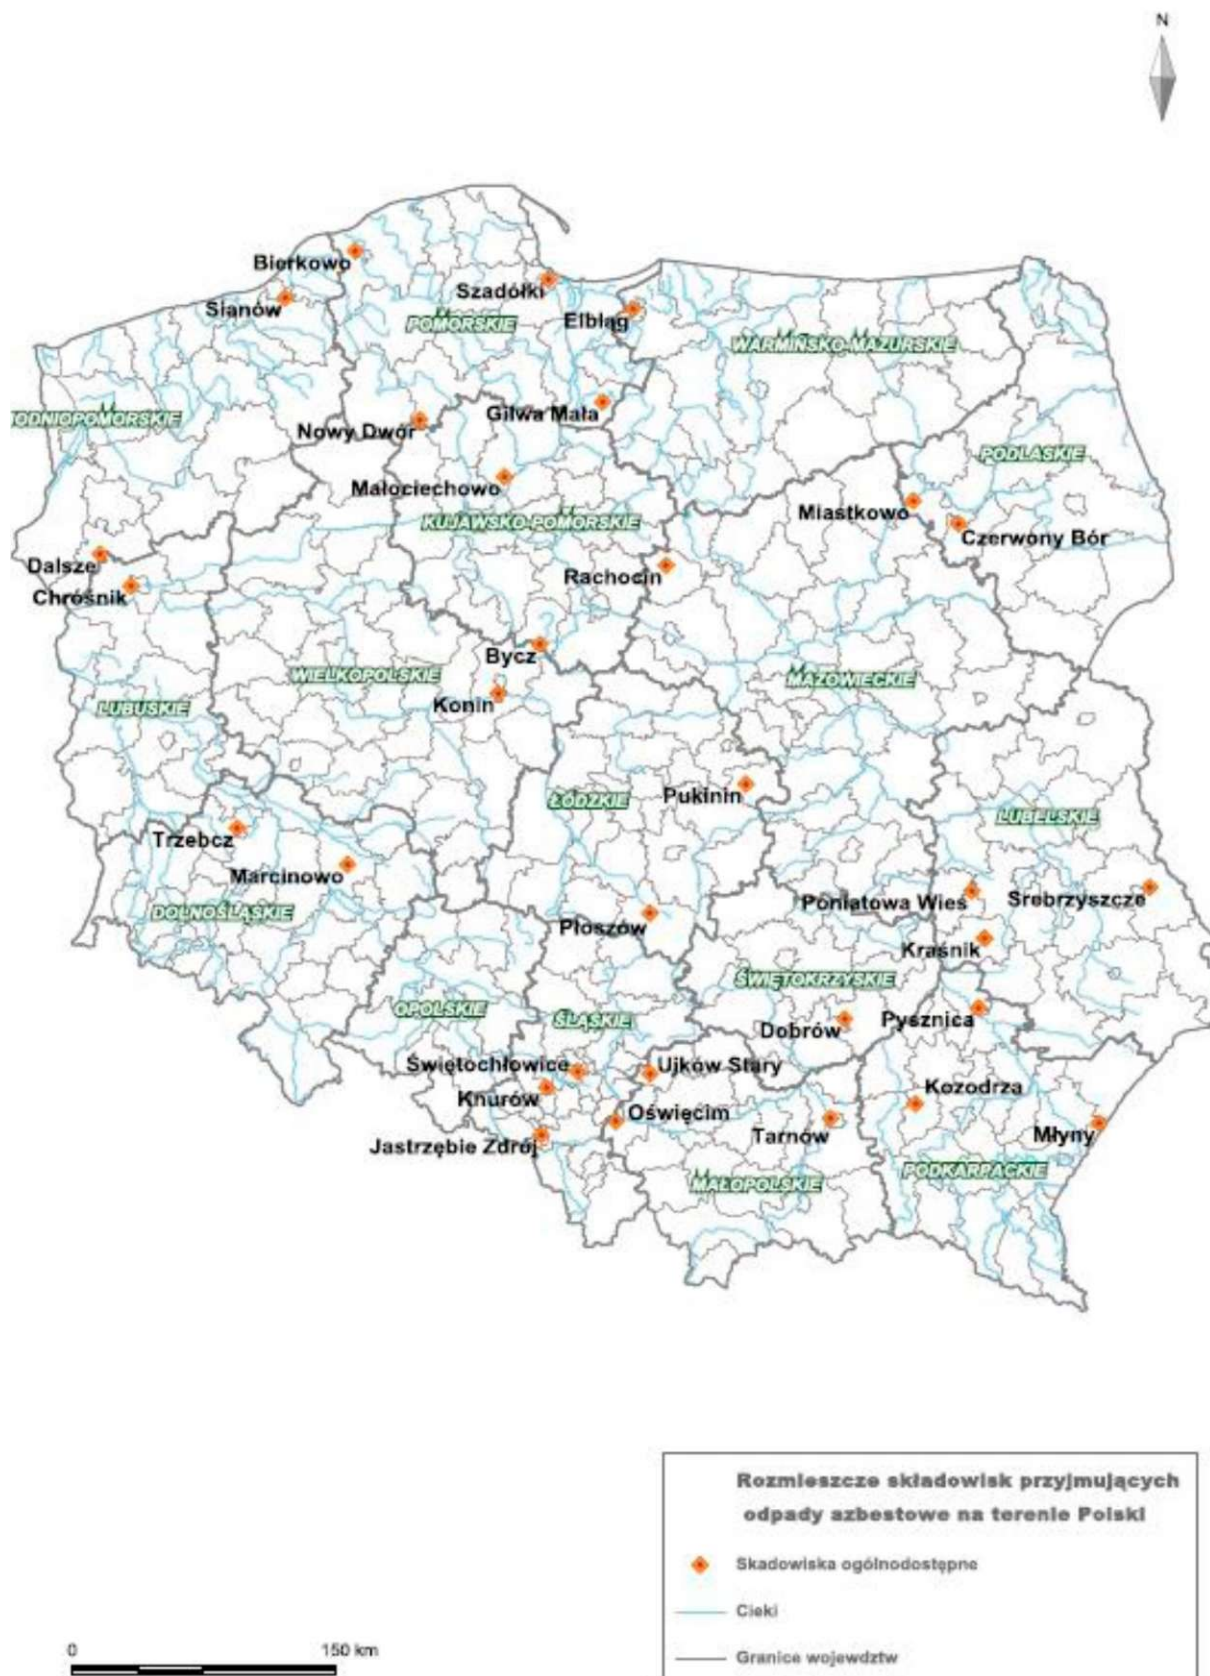 N
Bierkowo
Szadółki
Sianów
Elbląg
POMORSKIE
WARMIŃSKO-MAZURSKIE
ODNIOPOMORSKIE
Gilwa Mała
Nowy Dwór
PODLASKIE
Małociechowo
Miastkowo
KUJAWSKO-POMORSKIE
Czerwony Bór
Dalsze
Rachocin
Chróśnik
Bycz
WIELKOPOLSKIE
MAZOWIECKIE
Konin
LUBUSKIE
Pukinin
ŁÓDZKIE
LUBELSKIE
Trzebcz
Marcinowo
Poniatowa Wieś
Srebrzyszcze
DOLNOŚLĄSKIE
Płoszów
Kraśnik
ŚWIĘTOKRZYSKIE
OPOLSKIE
Pysznica
ŚLĄSKIE
Dobrów
Świętochłowice
Ujków Stary
Knurów
Kozodrza
Oświęcim
Tarnów
Młyny
Jastrzębie Zdrój
PODKARPACKIE
MAŁOPOLSKIE
Rozmieszcze składowisk przyjmujących
odpady azbestowe na terenie Polski
Skadowiska ogólnodostępne
Cieki
Granice wojewdztw
0 150 km